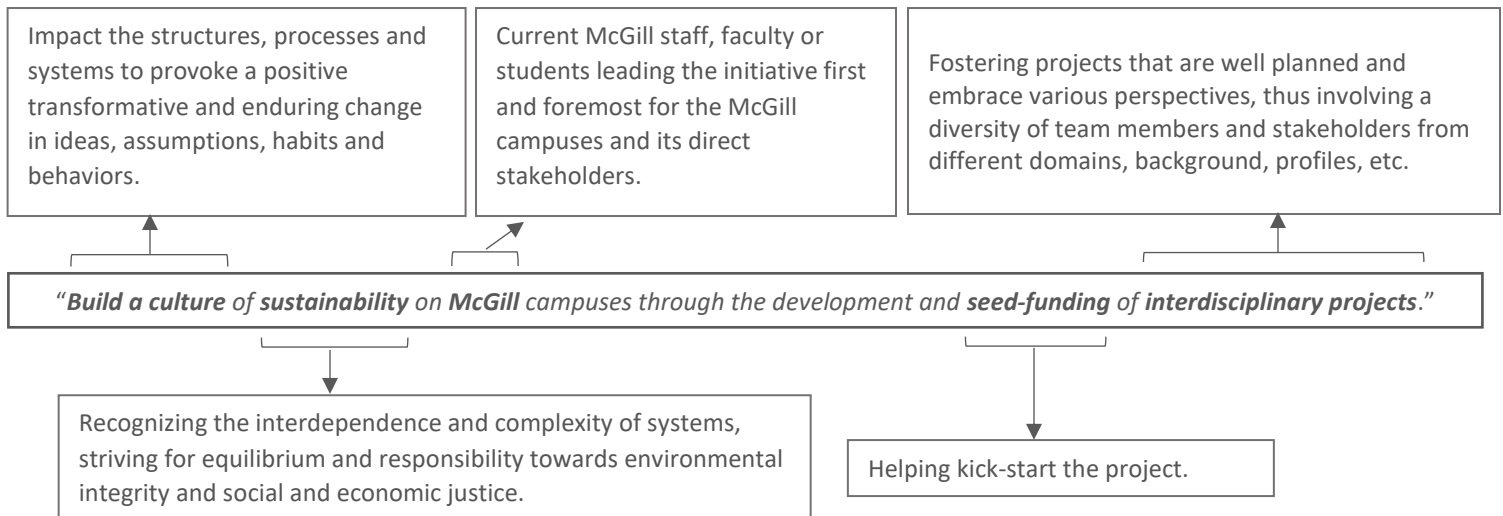 Impact the structures, processes and
systems to provoke a positive
transformative and enduring change
in ideas, assumptions, habits and
behaviors.
Current McGill staff, faculty or
students leading the initiative first
and foremost for the McGill
campuses and its direct
stakeholders.
Fostering projects that are well planned and
embrace various perspectives, thus involving a
diversity of team members and stakeholders from
different domains, background, profiles, etc.
“Build a culture of sustainability on McGill campuses through the development and seed-funding of interdisciplinary projects.”
Recognizing the interdependence and complexity of systems,
striving for equilibrium and responsibility towards environmental
integrity and social and economic justice.
Helping kick-start the project.